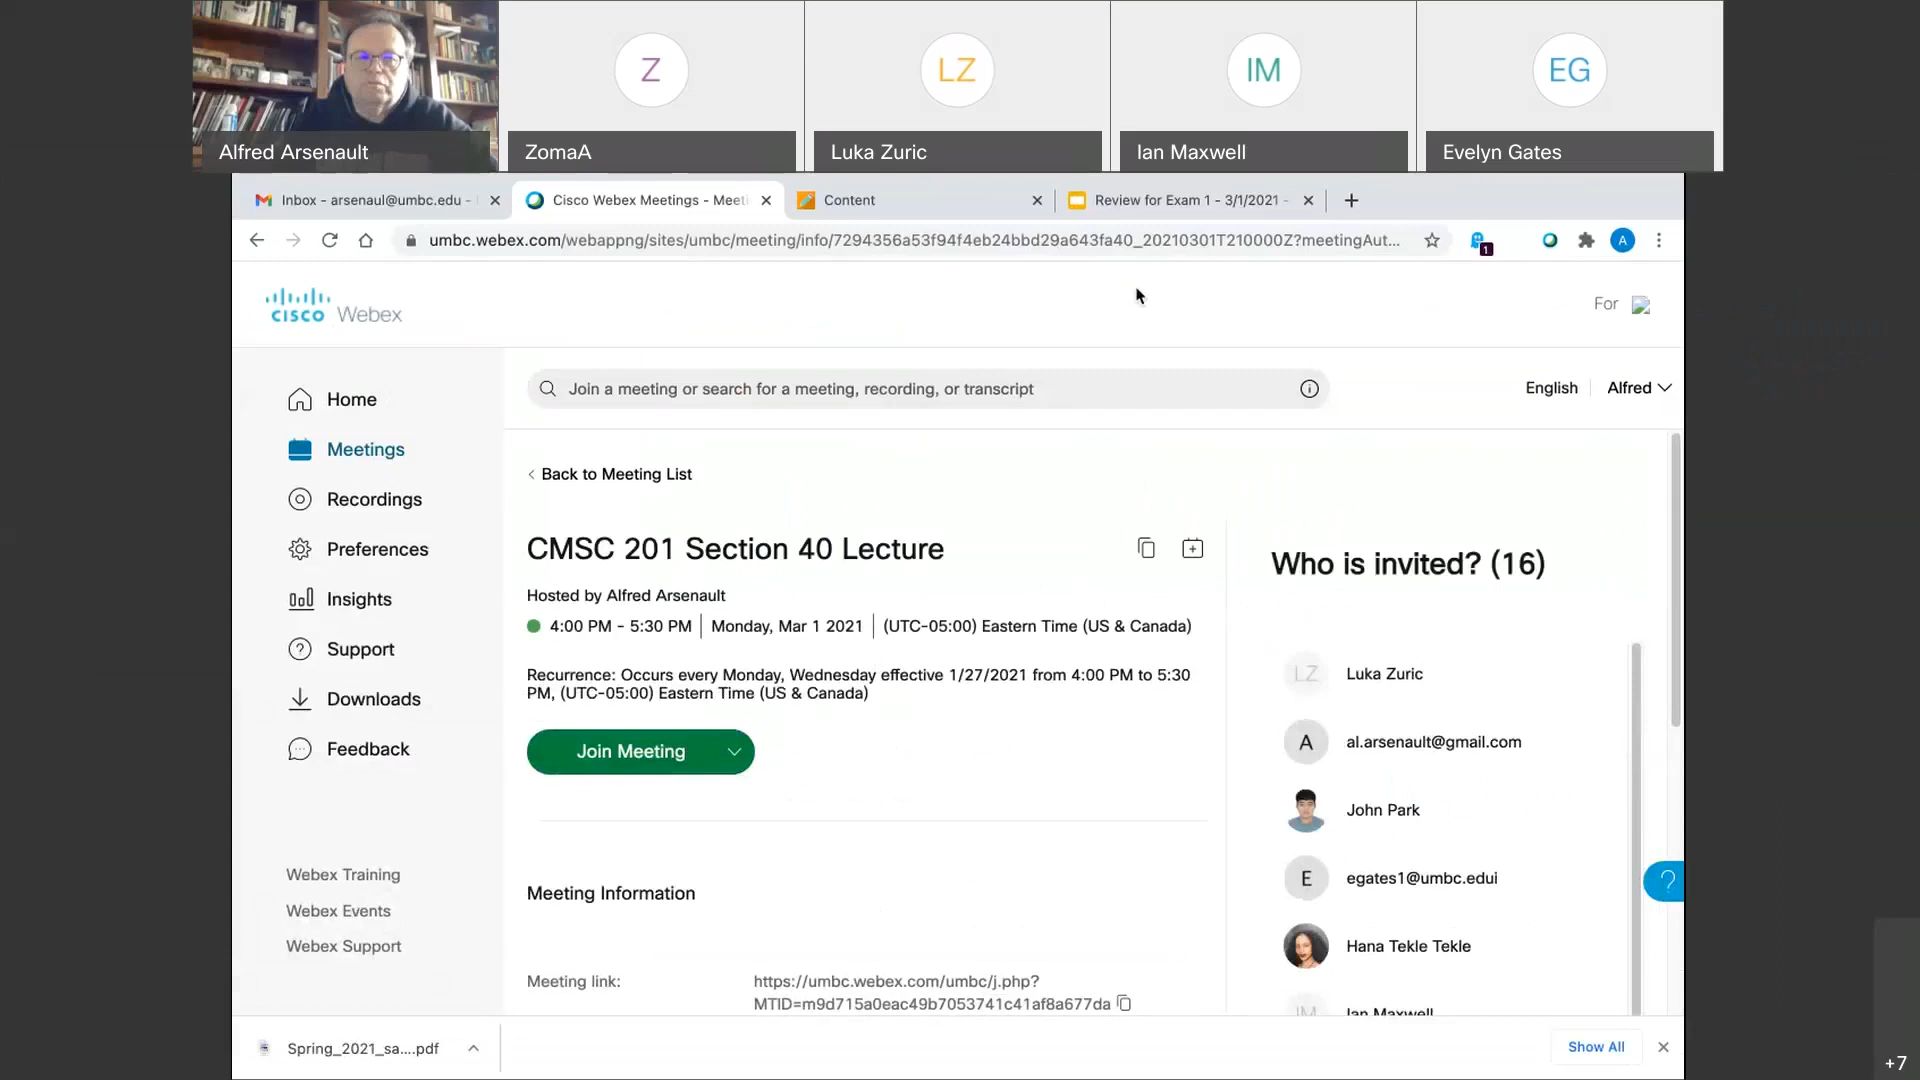 Z
LZ
IM
EG
Alfred Arsenault
ZomaA
Luka Zuric
Ian Maxwell
Evelyn Gates
Inbox - arsenaul@umbc.edu -
Cisco Webex Meetings - Meeti
Content
Review for Exam 1 - 3/1/2021 -
umbc.webex.com/webappng/sites/umbc/meeting/info/7294356a53f94f4eb24bbd29a643fa40_20210301T210000Z?meetingAut...
1
A
CISCO Webex
For
Join a meeting or search for a meeting, recording, or transcript
English
Alfred
Home
Meetings
Recordings
Preferences
Insights
Support
Downloads
Feedback
Webex Training
Webex Events
Webex Support
Back to Meeting List
CMSC 201 Section 40 Lecture
Hosted by Alfred Arsenault
4:00 PM - 5:30 PM | Monday, Mar 1 2021 | (UTC-05:00) Eastern Time (US & Canada)
Recurrence: Occurs every Monday, Wednesday effective 1/27/2021 from 4:00 PM to 5:30
PM, (UTC-05:00) Eastern Time (US & Canada)
Join Meeting
Meeting Information
Meeting link:
https://umbc.webex.com/umbc/j.php?
MTID=m9d715a0eac49b7053741c41af8a677da
Who is invited? (16)
LZ
Luka Zuric
A
al.arsenault@gmail.com
John Park
E
egates1@umbc.edui
Hana Tekle Tekle
IM
Ian Maxwell
?
Spring_2021_sa....pdf
Show All
+7